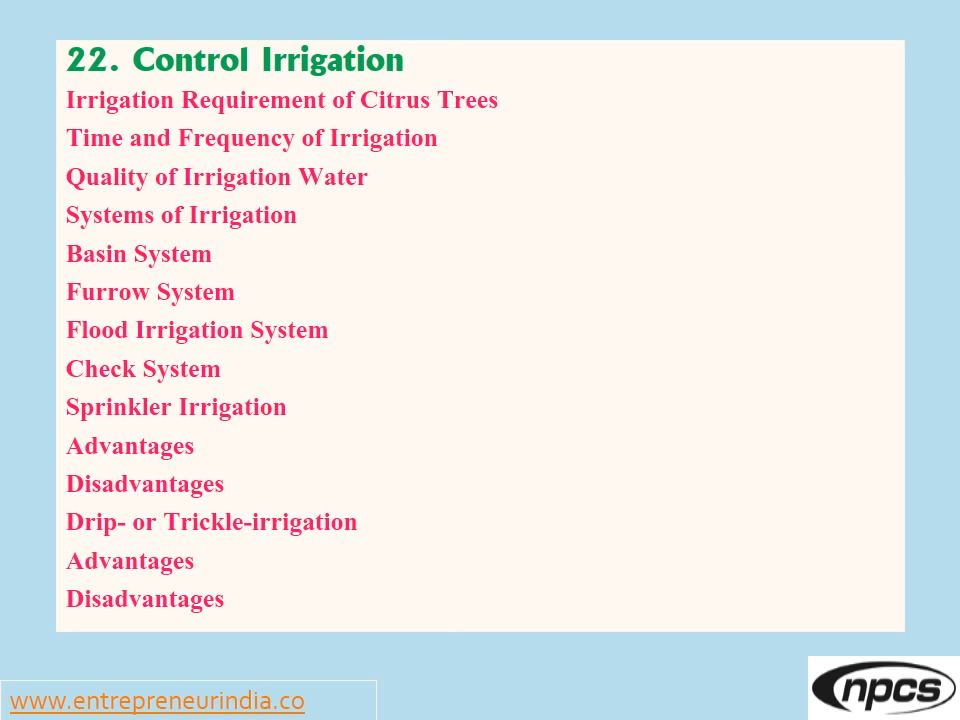 22. Control Irrigation
Irrigation Requirement of Citrus Trees
Time and Frequency of Irrigation
Quality of Irrigation Water
Systems of Irrigation
Basin System
Furrow System
Flood Irrigation System
Check System
Sprinkler Irrigation
Advantages
Disadvantages
Drip- or Trickle-irrigation
Advantages
Disadvantages
www.entrepreneurindia.co
npcs